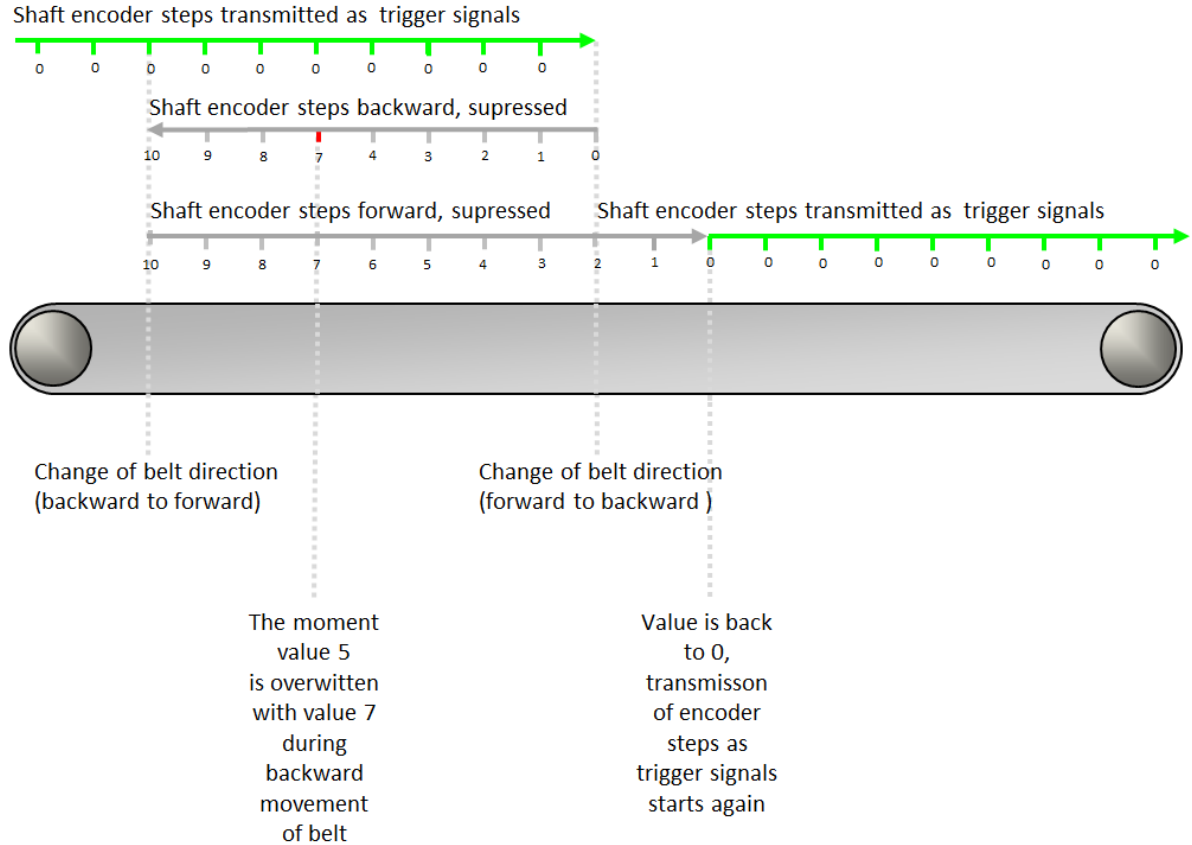 Shaft encoder steps transmitted as trigger signals
0 0 0 0 0 0 0 0 0 0
Shaft encoder steps backward, supressed
10 9 8 7 4 3 2 1 0
Shaft encoder steps forward, supressed
Shaft encoder steps transmitted as trigger signals
10 9 8 7 6 5 4 3 2 1 0 0 0 0 0 0 0 0 0
Change of belt direction
(backward to forward)
Change of belt direction
(forward to backward )
The moment
value 5
is overwitten
with value 7
during
backward
movement
of belt
Value is back
to 0,
transmisson
of encoder
steps as
trigger signals
starts again